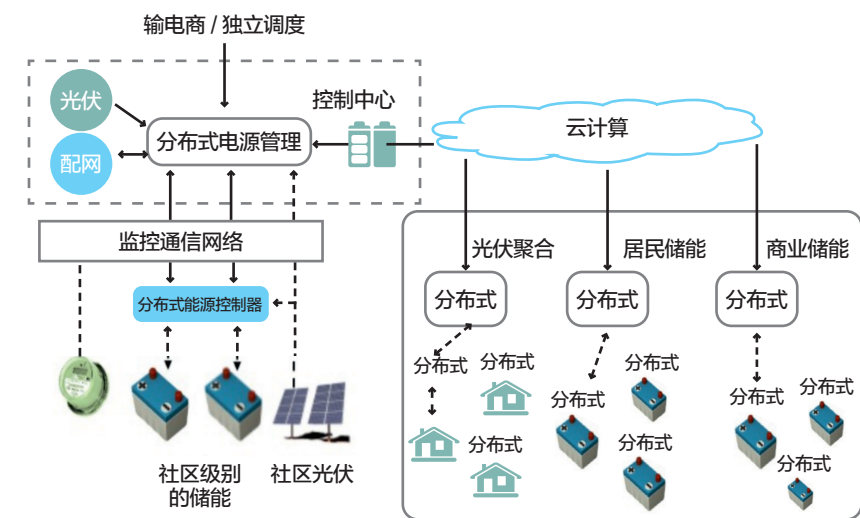 输电商 / 独立调度
光伏
控制中心
分布式电源管理
配网
云计算
监控通信网络
光伏聚合
居民储能
商业储能
分布式能源控制器
分布式
分布式
分布式
分布式
分布式
分布式
分布式
分布式
分布式
分布式
分布式
分布式
分布式
社区级别
的储能
社区光伏